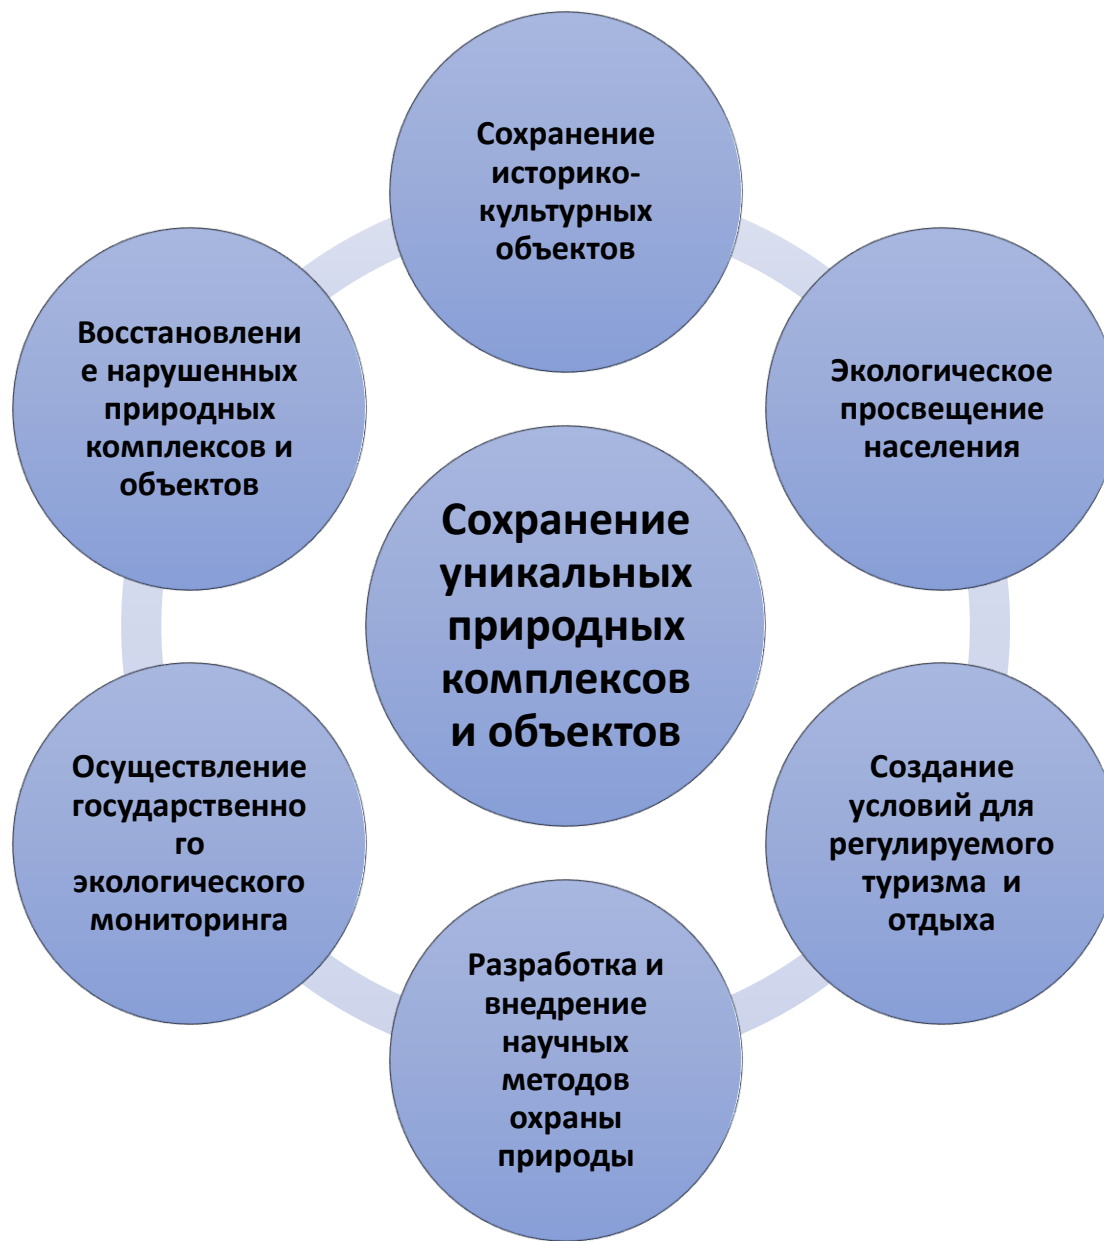 Сохранение
историко-
культурных
объектов
Экологическое
просвещение
населения
Создание
условий для
регулируемого
туризма и
отдыха
Разработка и
внедрение
научных
методов
охраны
природы
Осуществление
государственно
го
экологического
мониторинга
Восстановлени
е нарушенных
природных
комплексов и
объектов
Сохранение
уникальных
природных
комплексов
и объектов